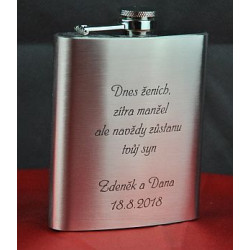 Dnes ženich,
zítra manžel
ale navždy zůstanu
tvůj syn
Zdeněk a Dana
18.8.2018